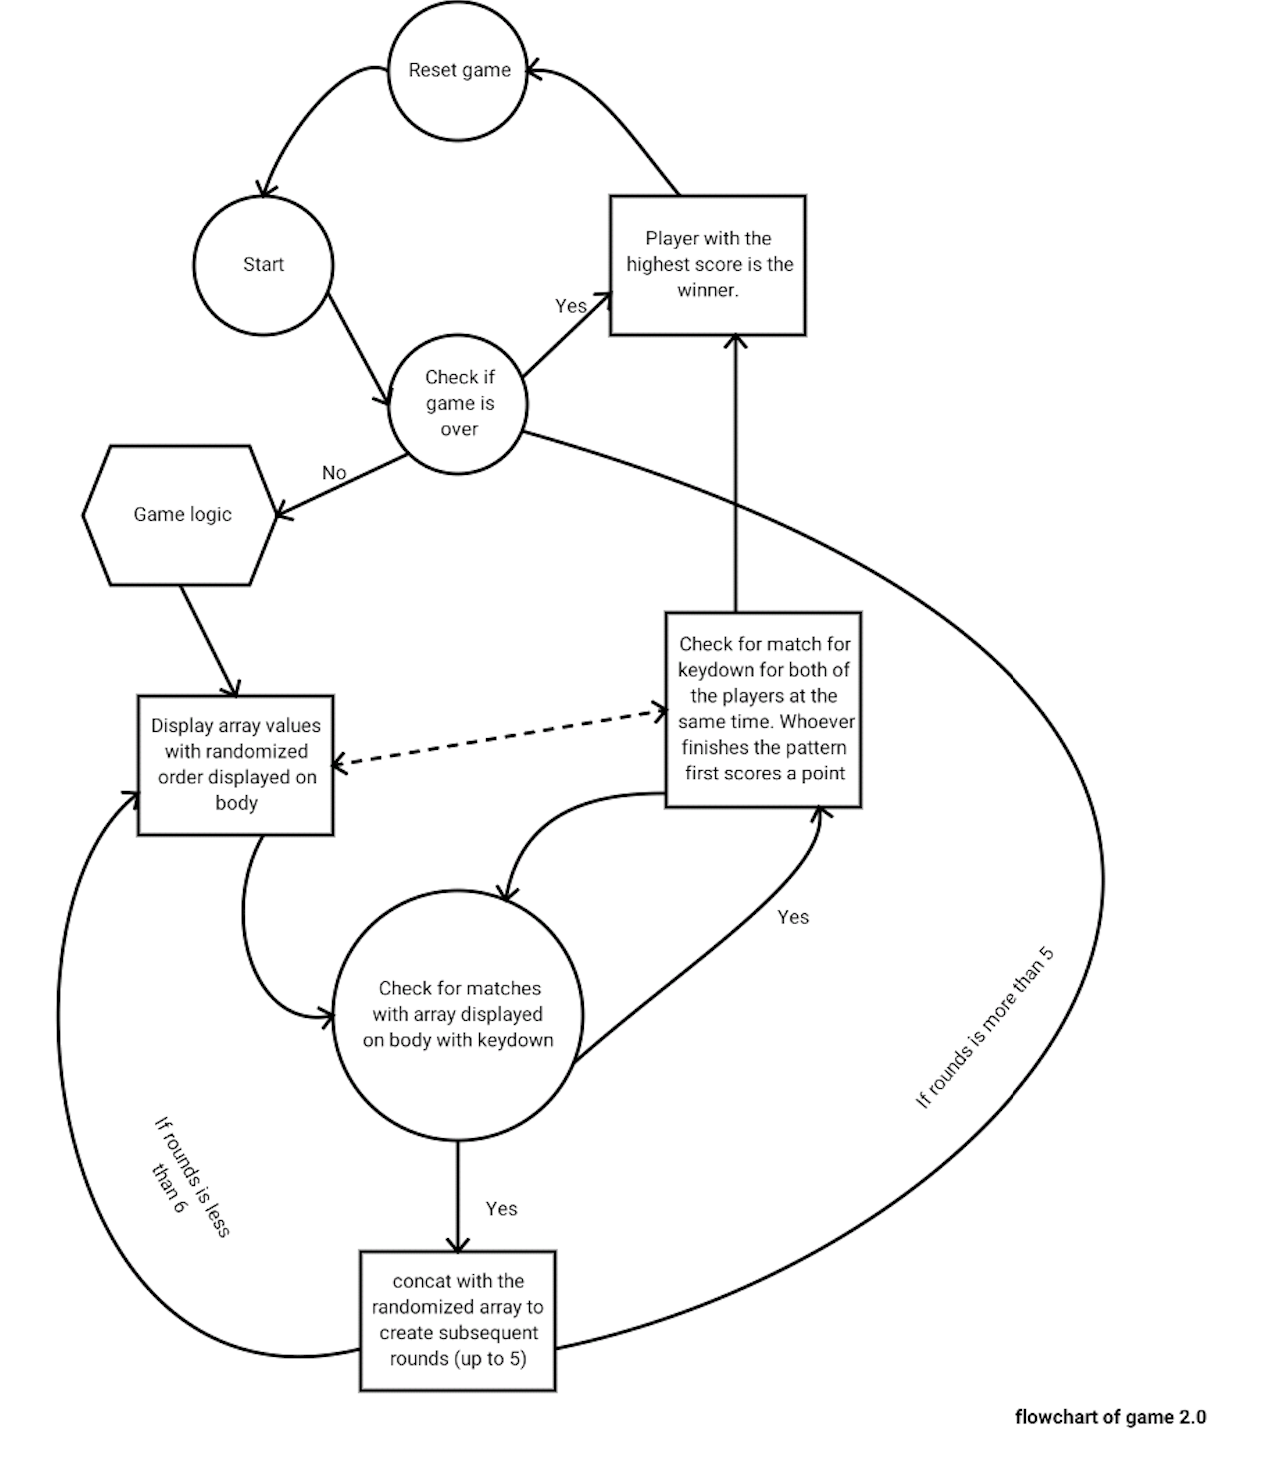 Reset game
Start
Player with the
highest score is the
winner.
Yes
Check if
game is
over
No
Game logic
Check for match for
keydown for both of
the players at the
same time. Whoever
finishes the pattern
first scores a point
Display array values
with randomized
order displayed on
body
Yes
Check for matches
with array displayed
on body with keydown
If rounds is more than 5
If rounds is less
than 6
Yes
concat with the
randomized array to
create subsequent
rounds (up to 5)
flowchart of game 2.0